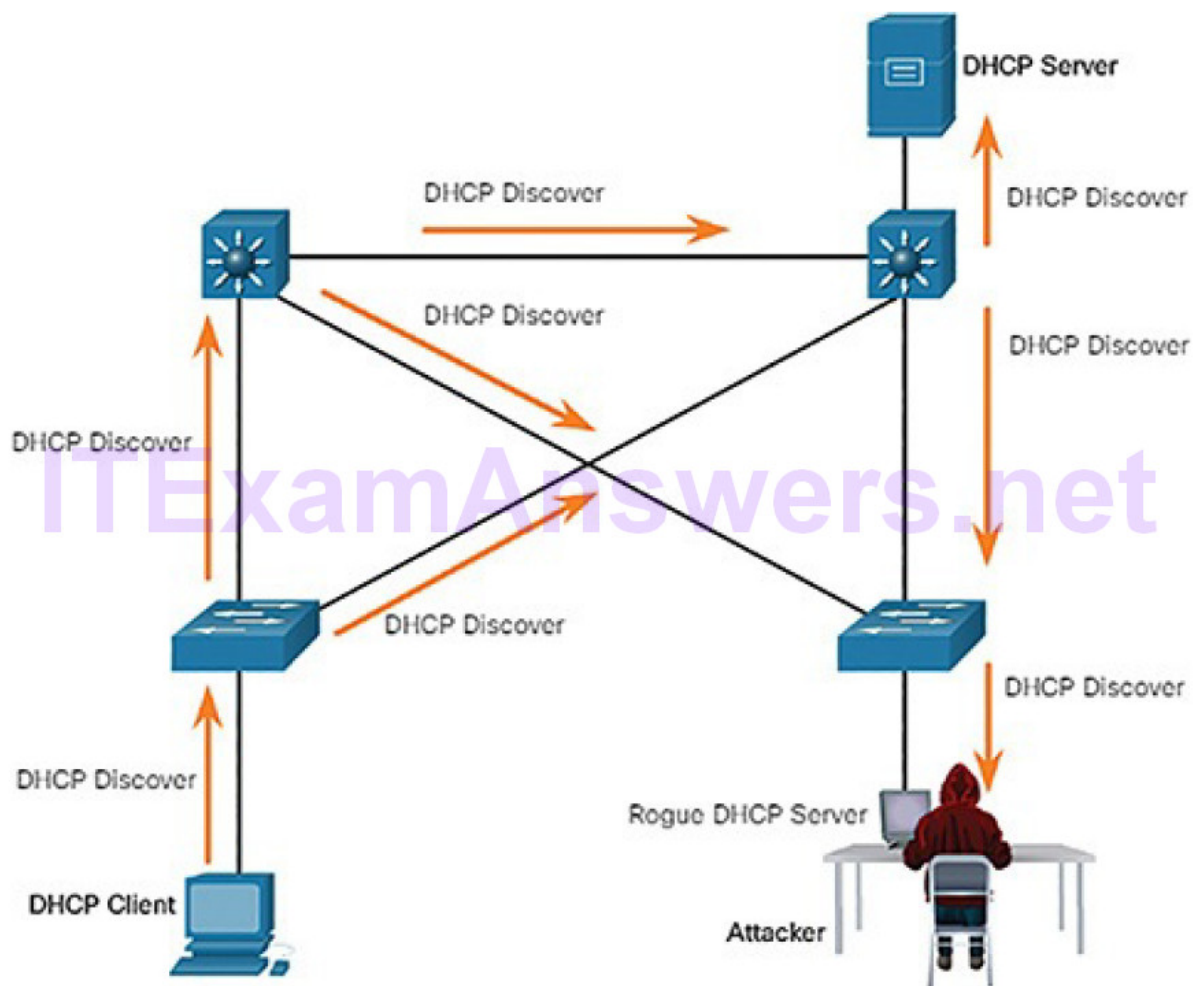 DHCP Server
DHCP Discover
DHCP Discover
DHCP Discover
DHCP Discover
DHCP Discover
ITExamAnswers.net
DHCP Discover
DHCP Discover
DHCP Discover
Rogue DHCP Server
DHCP Client
Attacker